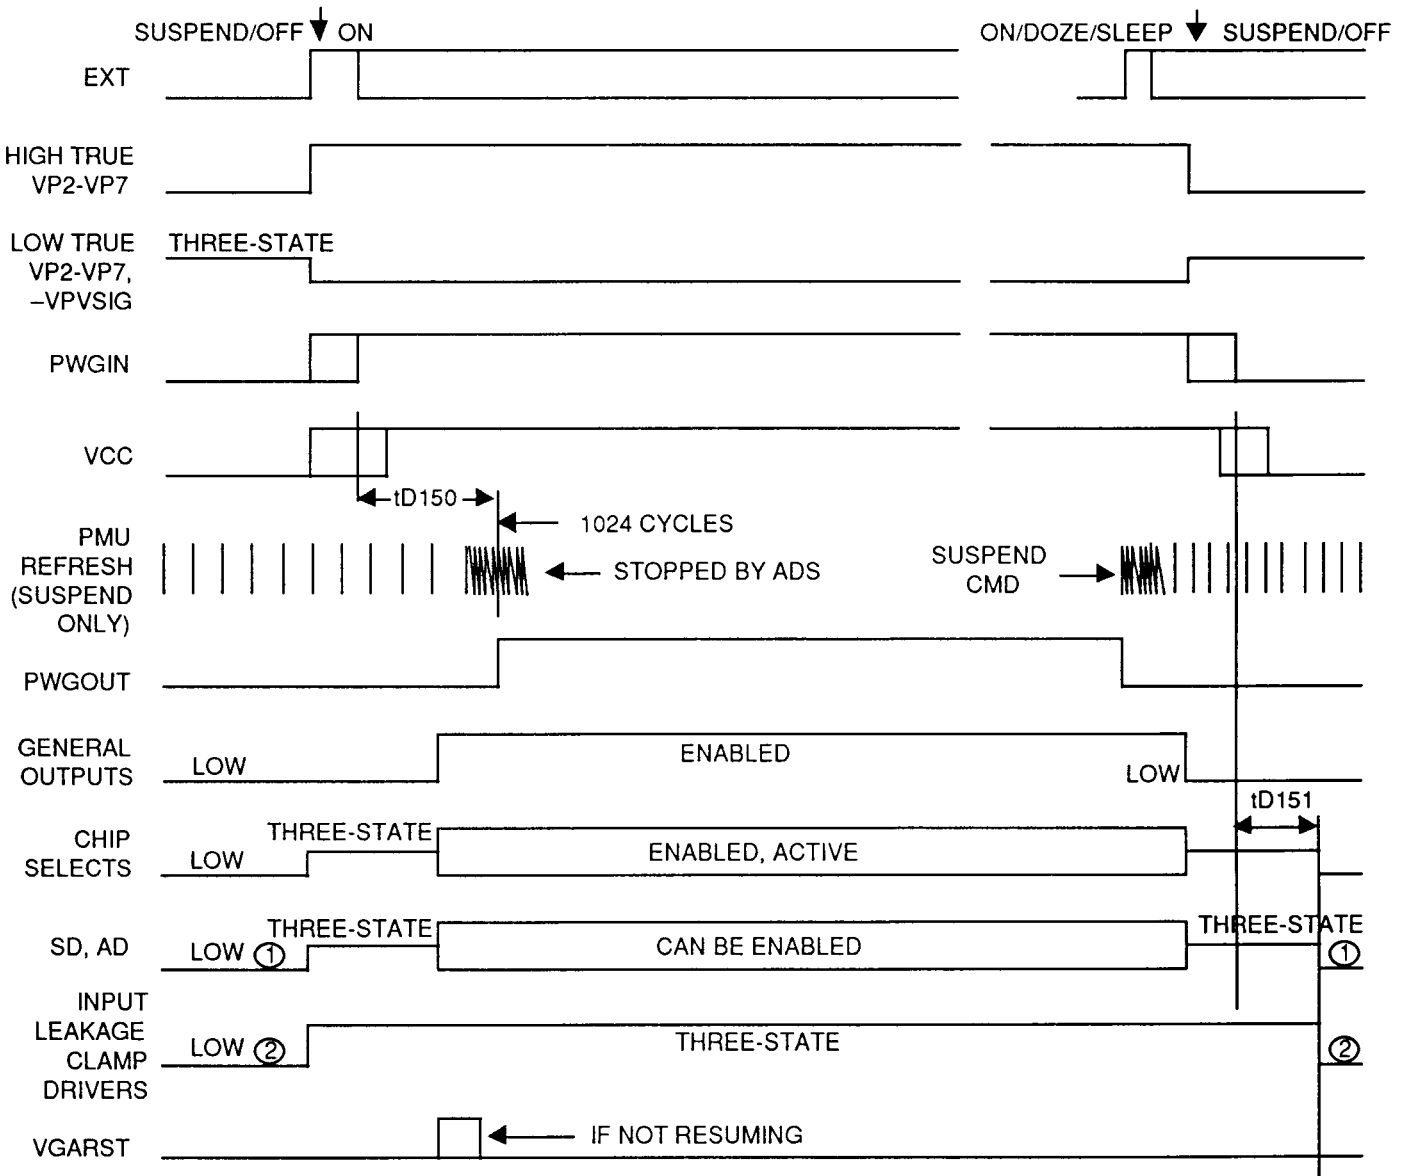 SUSPEND/OFF ON ON/DOZE/SLEEP SUSPEND/OFF
EXT
HIGH TRUE
VP2-VP7
LOW TRUE THREE-STATE
VP2-VP7,
–VPVSIG
PWGIN
VCC
tD150
1024 CYCLES
PMU
REFRESH
(SUSPEND
ONLY)
STOPPED BY ADS
SUSPEND
CMD
PWGOUT
GENERAL
OUTPUTS
LOW ENABLED LOW
tD151
CHIP
SELECTS
LOW THREE-STATE ENABLED, ACTIVE
SD, AD LOW ① THREE-STATE CAN BE ENABLED THREE-STATE ①
INPUT
LEAKAGE
CLAMP
DRIVERS
LOW ② THREE-STATE ②
VGARST IF NOT RESUMING